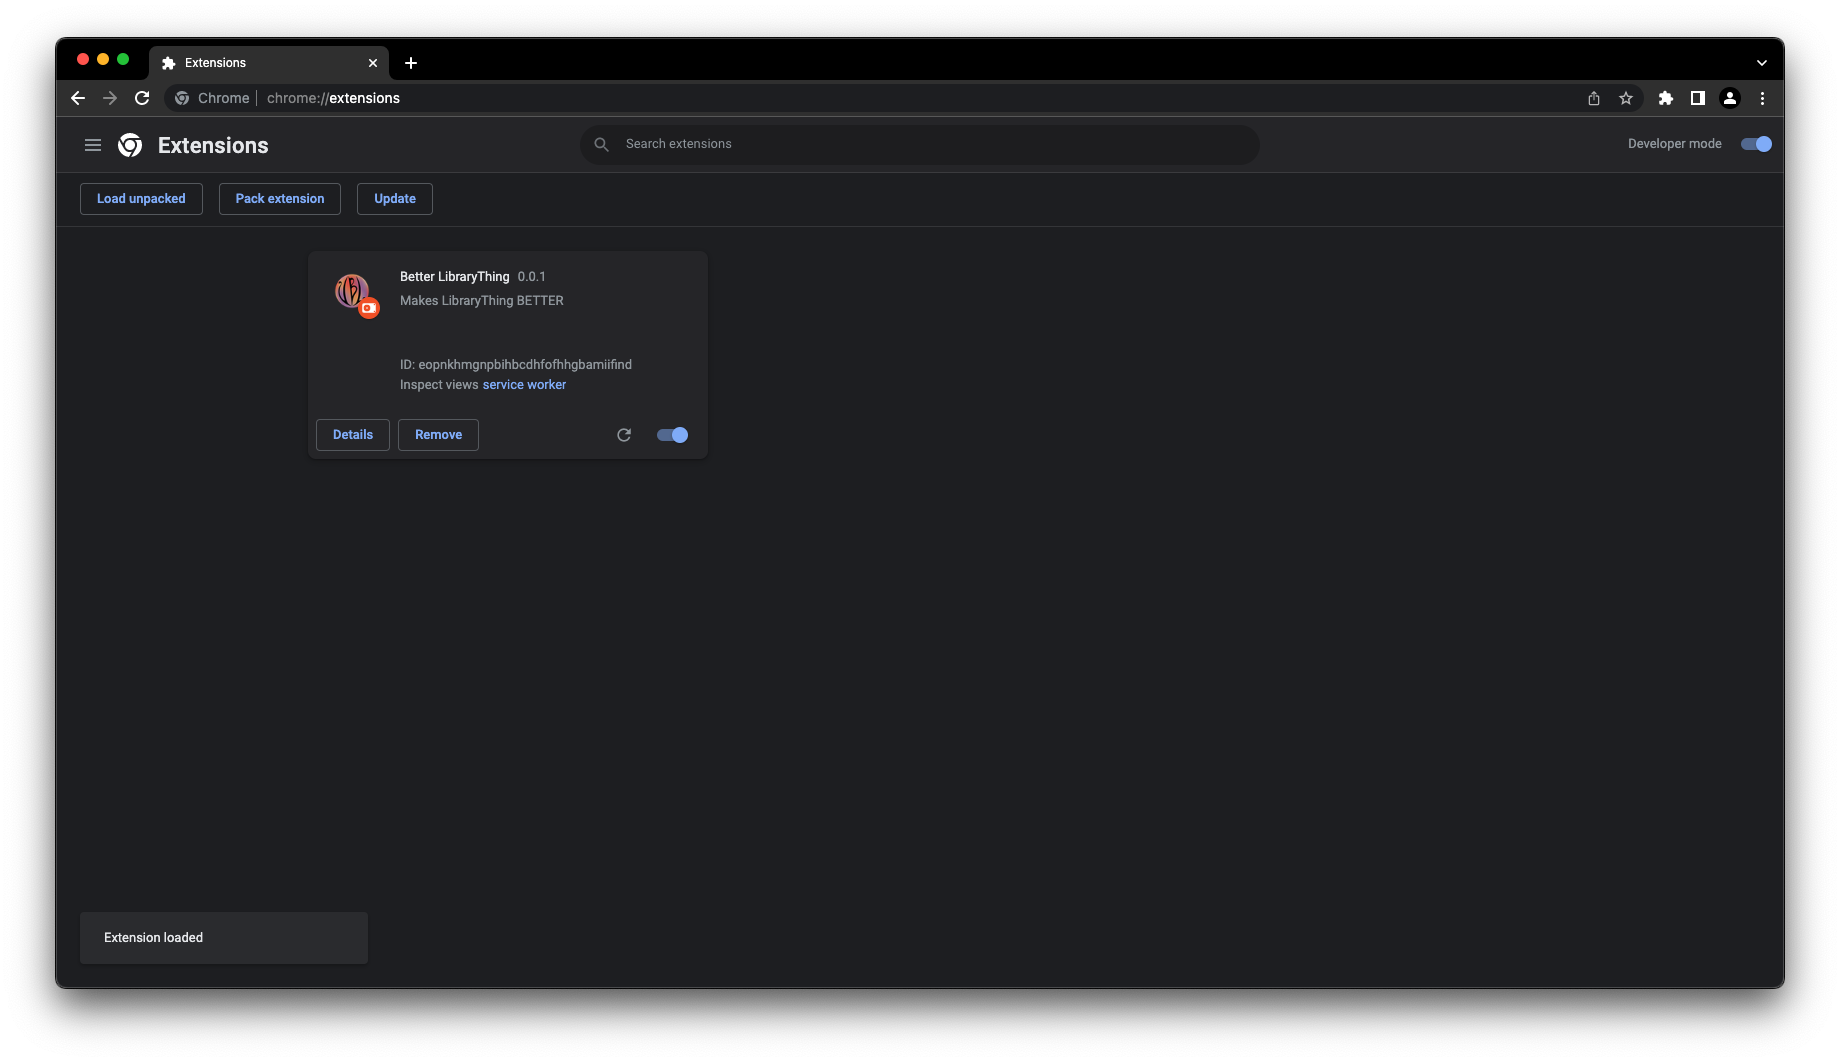 Extensions
Chrome
chrome://extensions
Extensions
Search extensions
Developer mode
Load unpacked
Pack extension
Update
Better LibraryThing 0.0.1
Makes LibraryThing BETTER
ID: eopnkhmgnpbihbcdhfofhhgbamiifind
Inspect views service worker
Details
Remove
Extension loaded